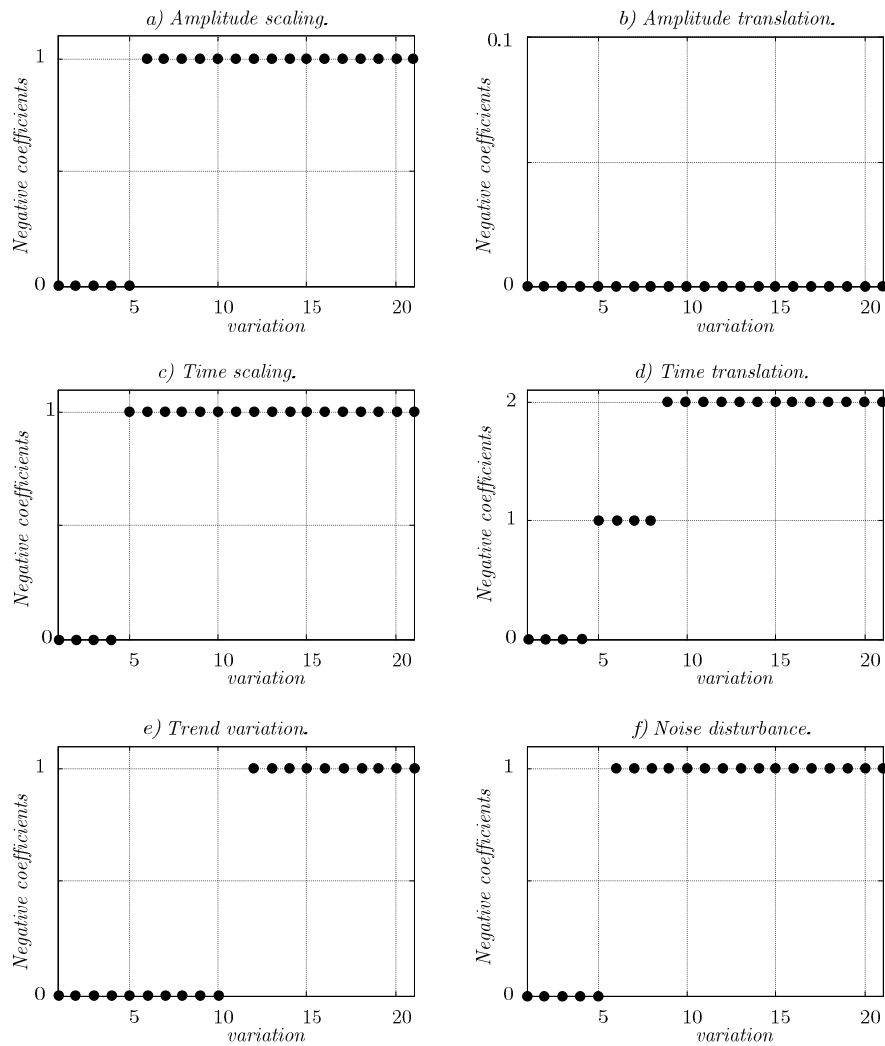 a) Amplitude scaling.
1
Negative coefficients
0
5 10 15 20
variation
b) Amplitude translation.
0.1
Negative coefficients
0
5 10 15 20
variation
c) Time scaling.
1
Negative coefficients
0
5 10 15 20
variation
d) Time translation.
2
1
Negative coefficients
0
5 10 15 20
variation
e) Trend variation.
1
Negative coefficients
0
5 10 15 20
variation
f) Noise disturbance.
1
Negative coefficients
0
5 10 15 20
variation